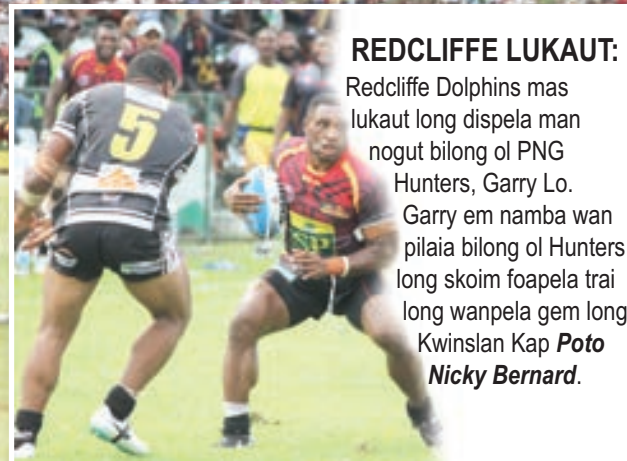 REDCLIFFE LUKAUT:
Redcliffe Dolphins mas
lukaut long dispela man
nogut bilong ol PNG
Hunters, Garry Lo.
Garry em namba wan
pilaia bilong ol Hunters
long skoim foapela trai
long wanpela gem long
Kwinslan Kap Poto
Nicky Bernard.
5
SP